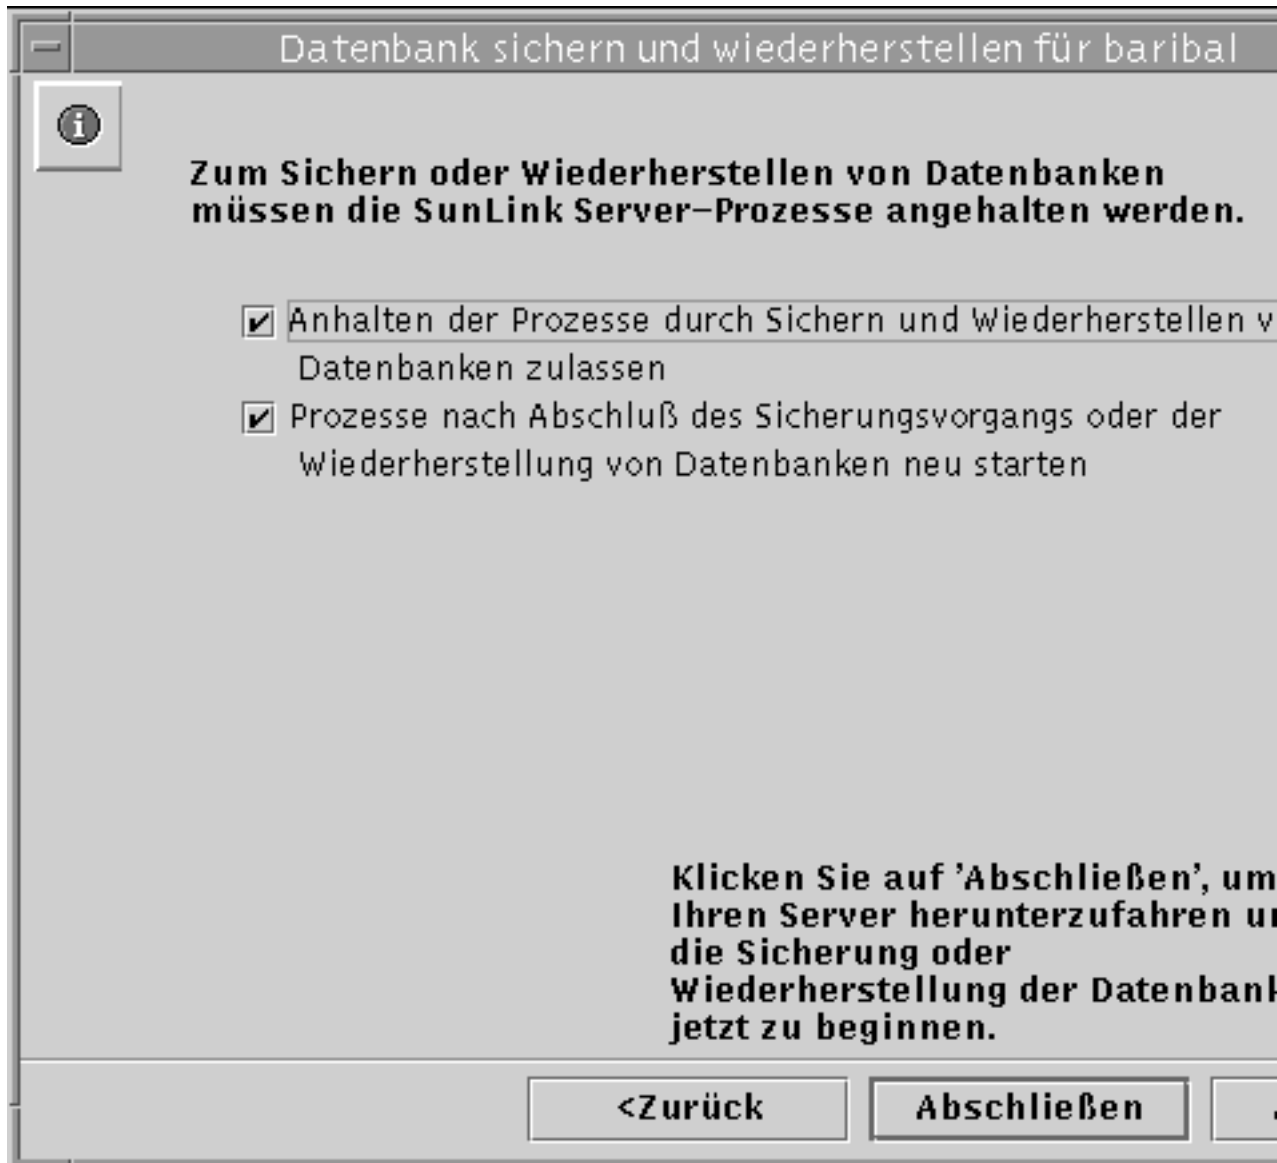 Datenbank sichern und wiederherstellen für baribal
Zum Sichern oder Wiederherstellen von Datenbanken
müssen die SunLink Server-Prozesse angehalten werden.
Anhalten der Prozesse durch Sichern und Wiederherstellen
Datenbanken zulassen
Prozesse nach Abschluß des Sicherungsvorgangs oder der
Wiederherstellung von Datenbanken neu starten
Klicken Sie auf 'Abschließen', um
Ihren Server herunterzufahren
die Sicherung oder
Wiederherstellung der Datenbank
jetzt zu beginnen.
<Zurück
Abschließen